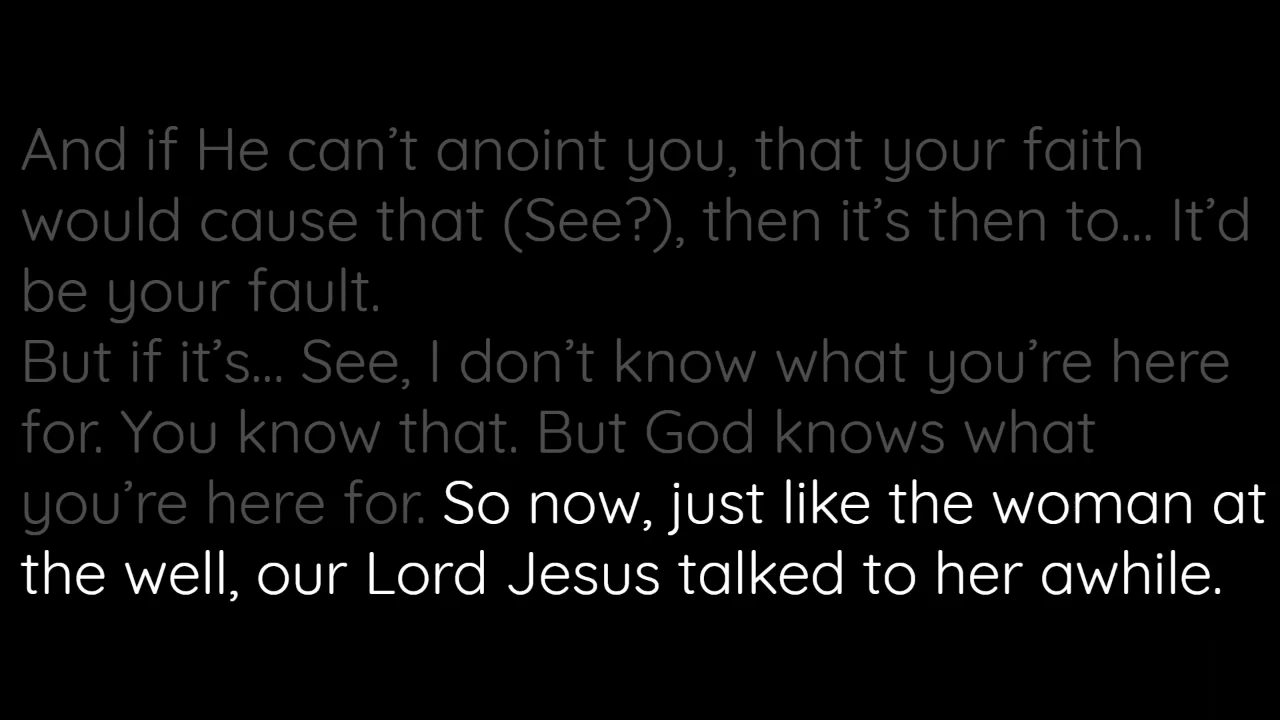 And if He can’t anoint you, that your faith
would cause that (See?), then it’s then to... It’d
be your fault.
But if it’s... See, I don’t know what you’re here
for. You know that. But God knows what
you’re here for. So now, just like the woman at
the well, our Lord Jesus talked to her awhile.